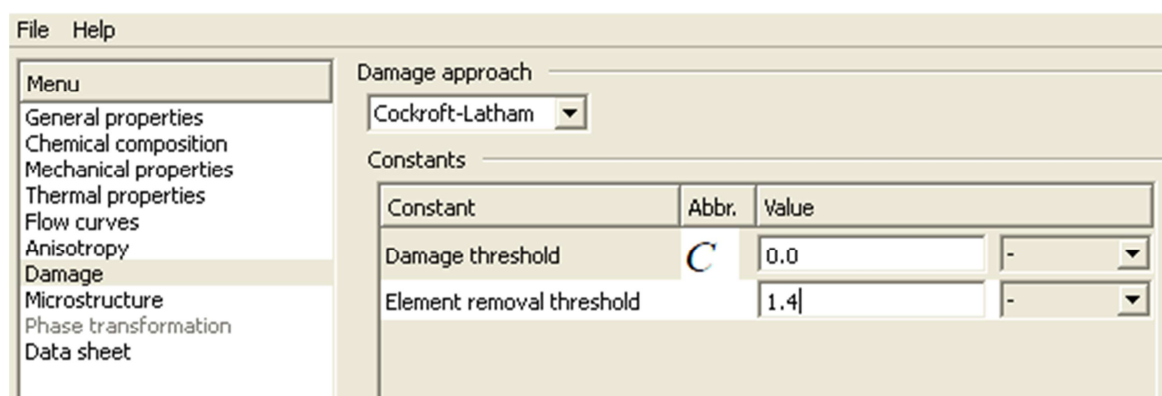 File Help
Menu
General properties
Chemical composition
Mechanical properties
Thermal properties
Flow curves
Anisotropy
Damage
Microstructure
Phase transformation
Data sheet
Damage approach
Cockroft-Latham
Constants
Constant Abbr. Value
Damage threshold C 0.0 -
Element removal threshold 1.4 -